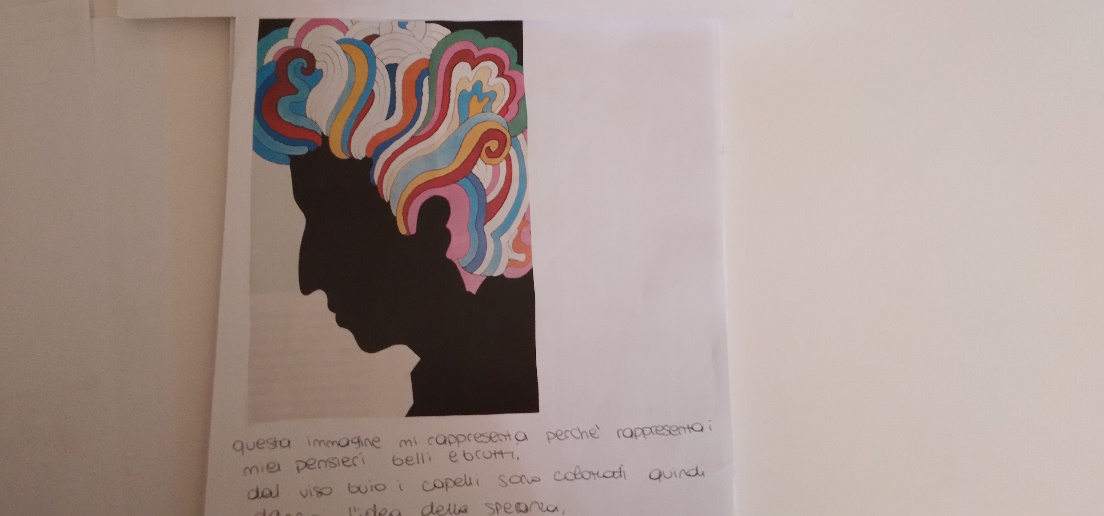 questa immagine mi rappresenta perche' rappresenta i
miei pensieri belli e brutti.
dal viso buio i capelli sono colorati quindi
danno l'idea della speranza.